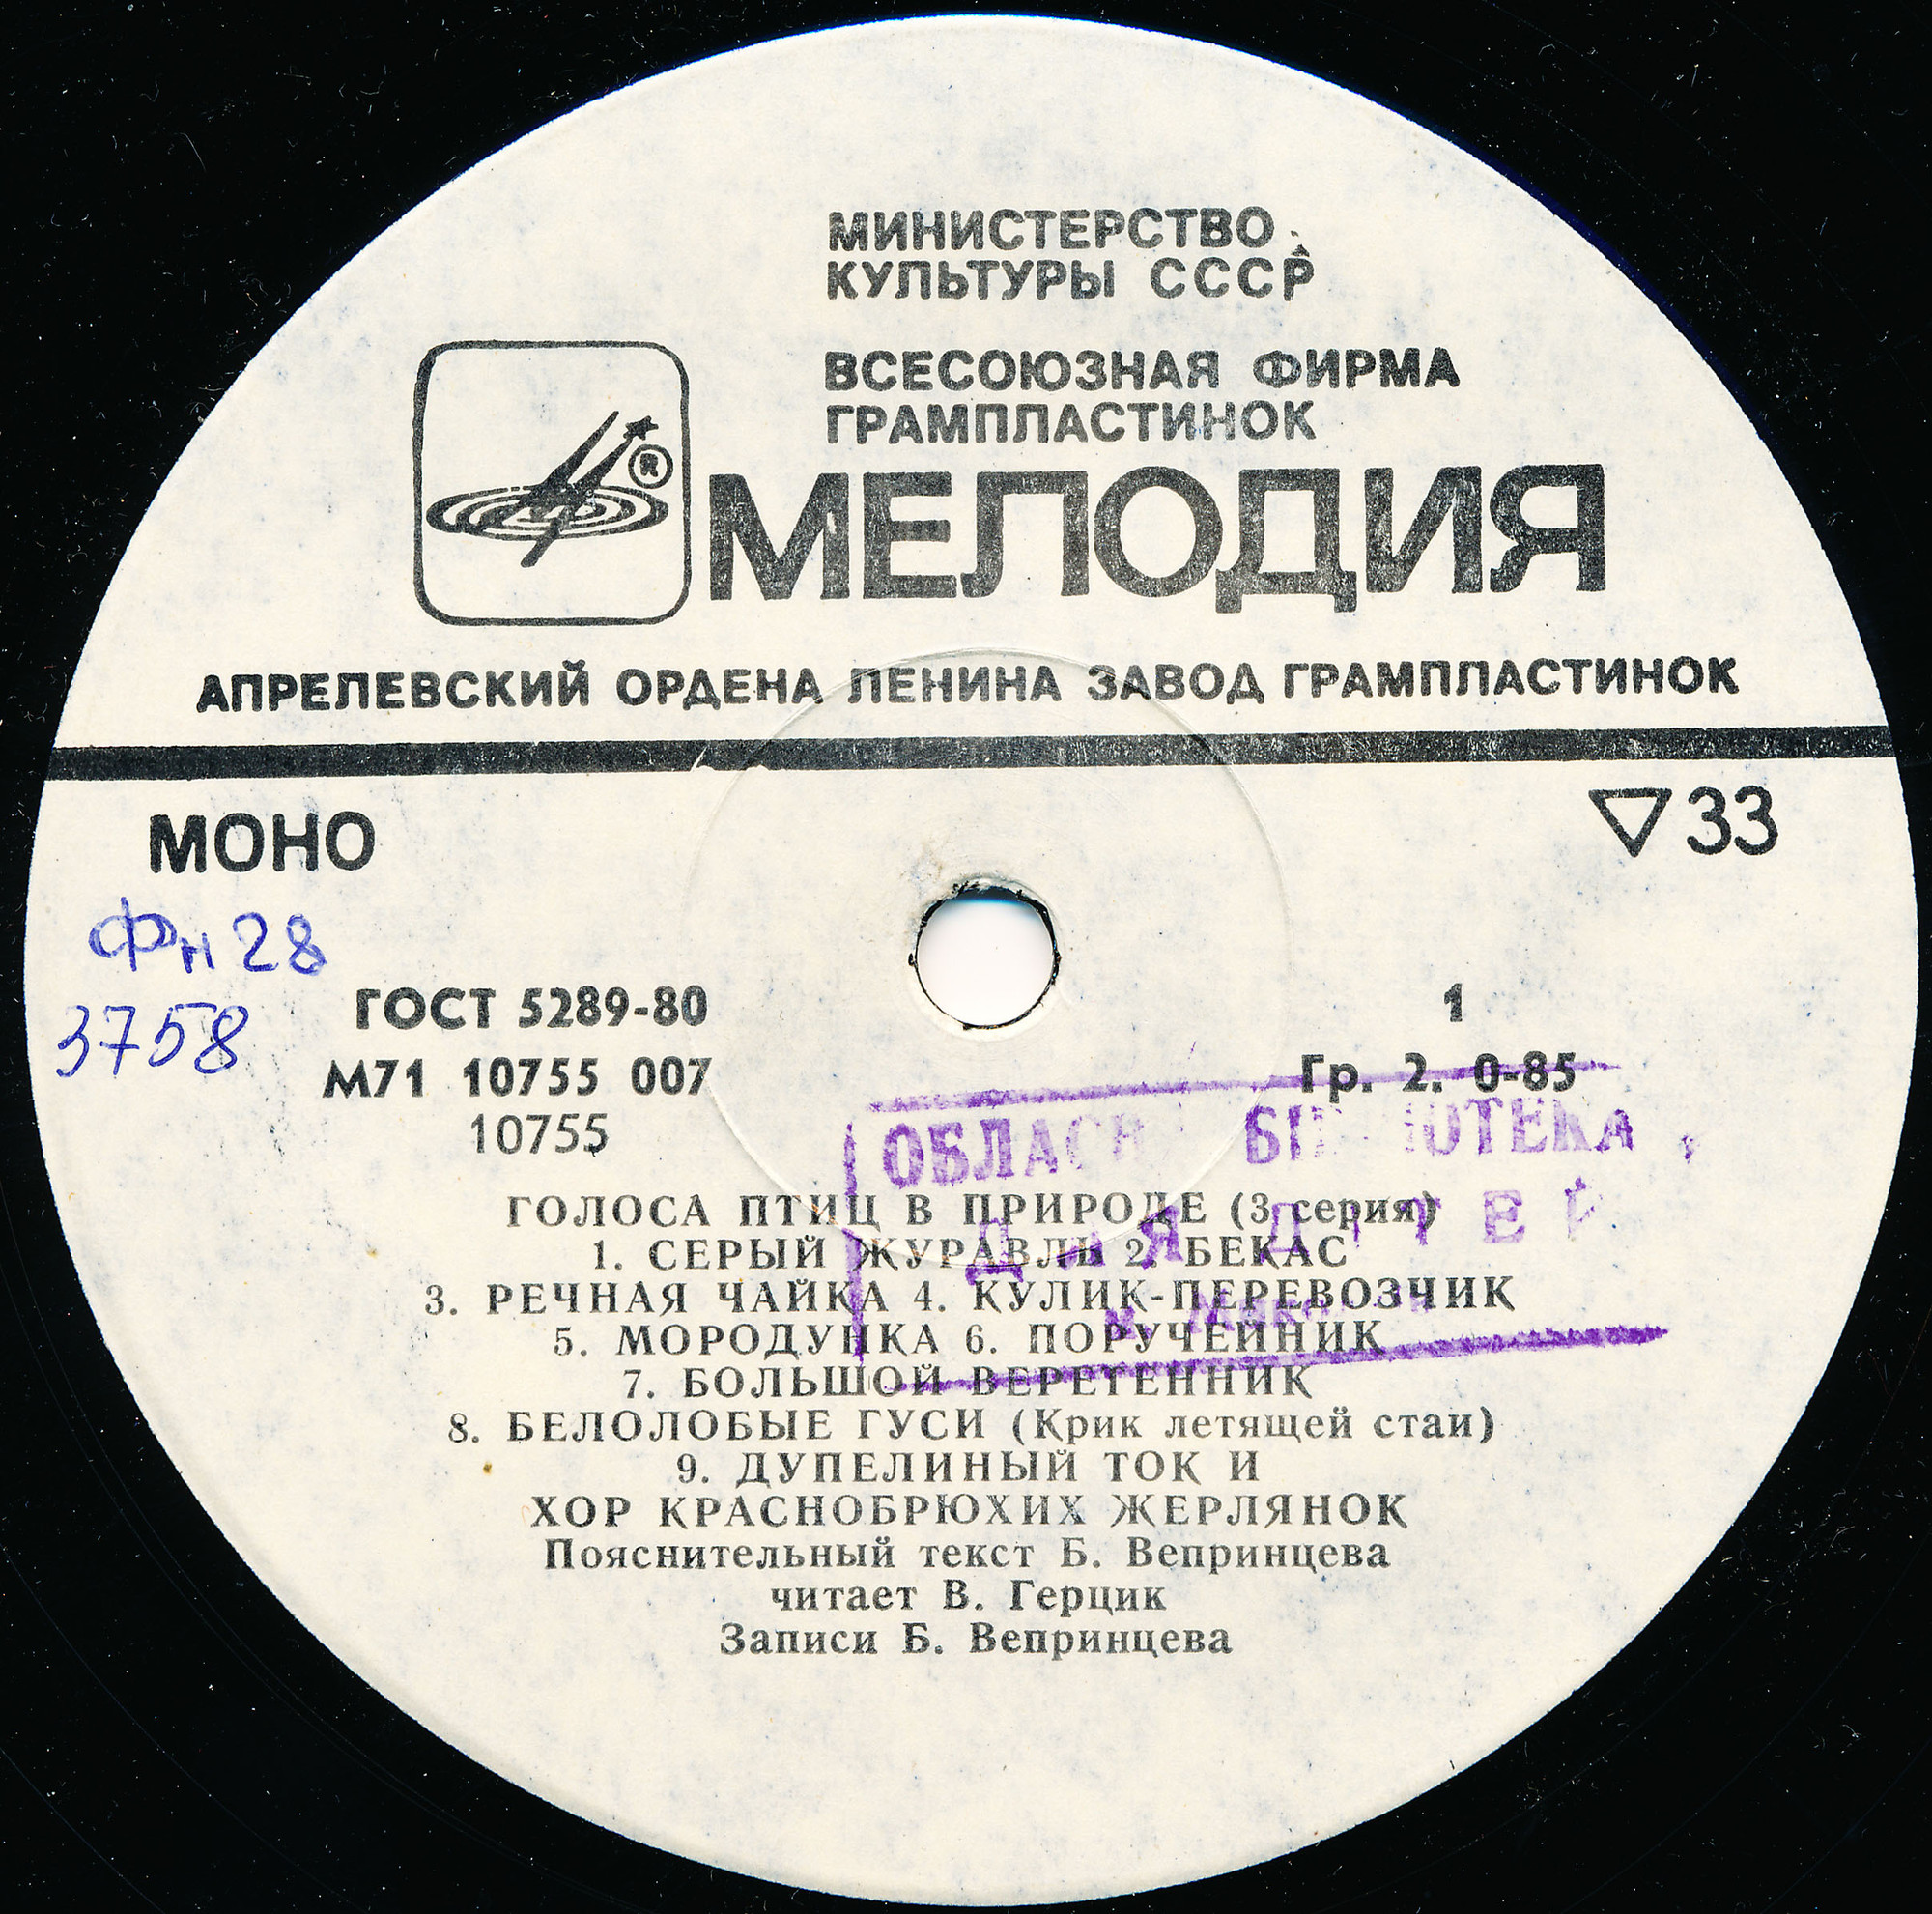 МИНИСТЕРСТВО
КУЛЬТУРЫ СССР
ВСЕСОЮЗНАЯ ФИРМА
ГРАМПЛАСТИНОК
®
МЕЛОДИЯ
АПРЕЛЕВСКИЙ ОРДЕНА ЛЕНИНА ЗАВОД ГРАМПЛАСТИНОК
МОНО
33
Фн 28
3758
ГОСТ 5289-80
1
М71 10755 007
Гр. 2. 0-85
10755
БІБЛІОТЕКА
ГОЛОСА ПТИЦ В ПРИРОДЕ (3 серия)
1. СЕРЫЙ ЖУРАВЛЬ 2. БЕКАС
3. РЕЧНАЯ ЧАЙКА 4. КУЛИК-ПЕРЕВОЗЧИК
5. МОРОДУНКА 6. ПОРУЧЕЙНИК
7. БОЛЬШОЙ ВЕРЕТЕННИК
8. БЕЛОЛОБЫЕ ГУСИ (Крик летящей стаи)
9. ДУПЕЛИНЫЙ ТОК И
ХОР КРАСНОБРЮХИХ ЖЕРЛЯНОК
Пояснительный текст Б. Вепринцева
читает В. Герцик
Записи Б. Вепринцева